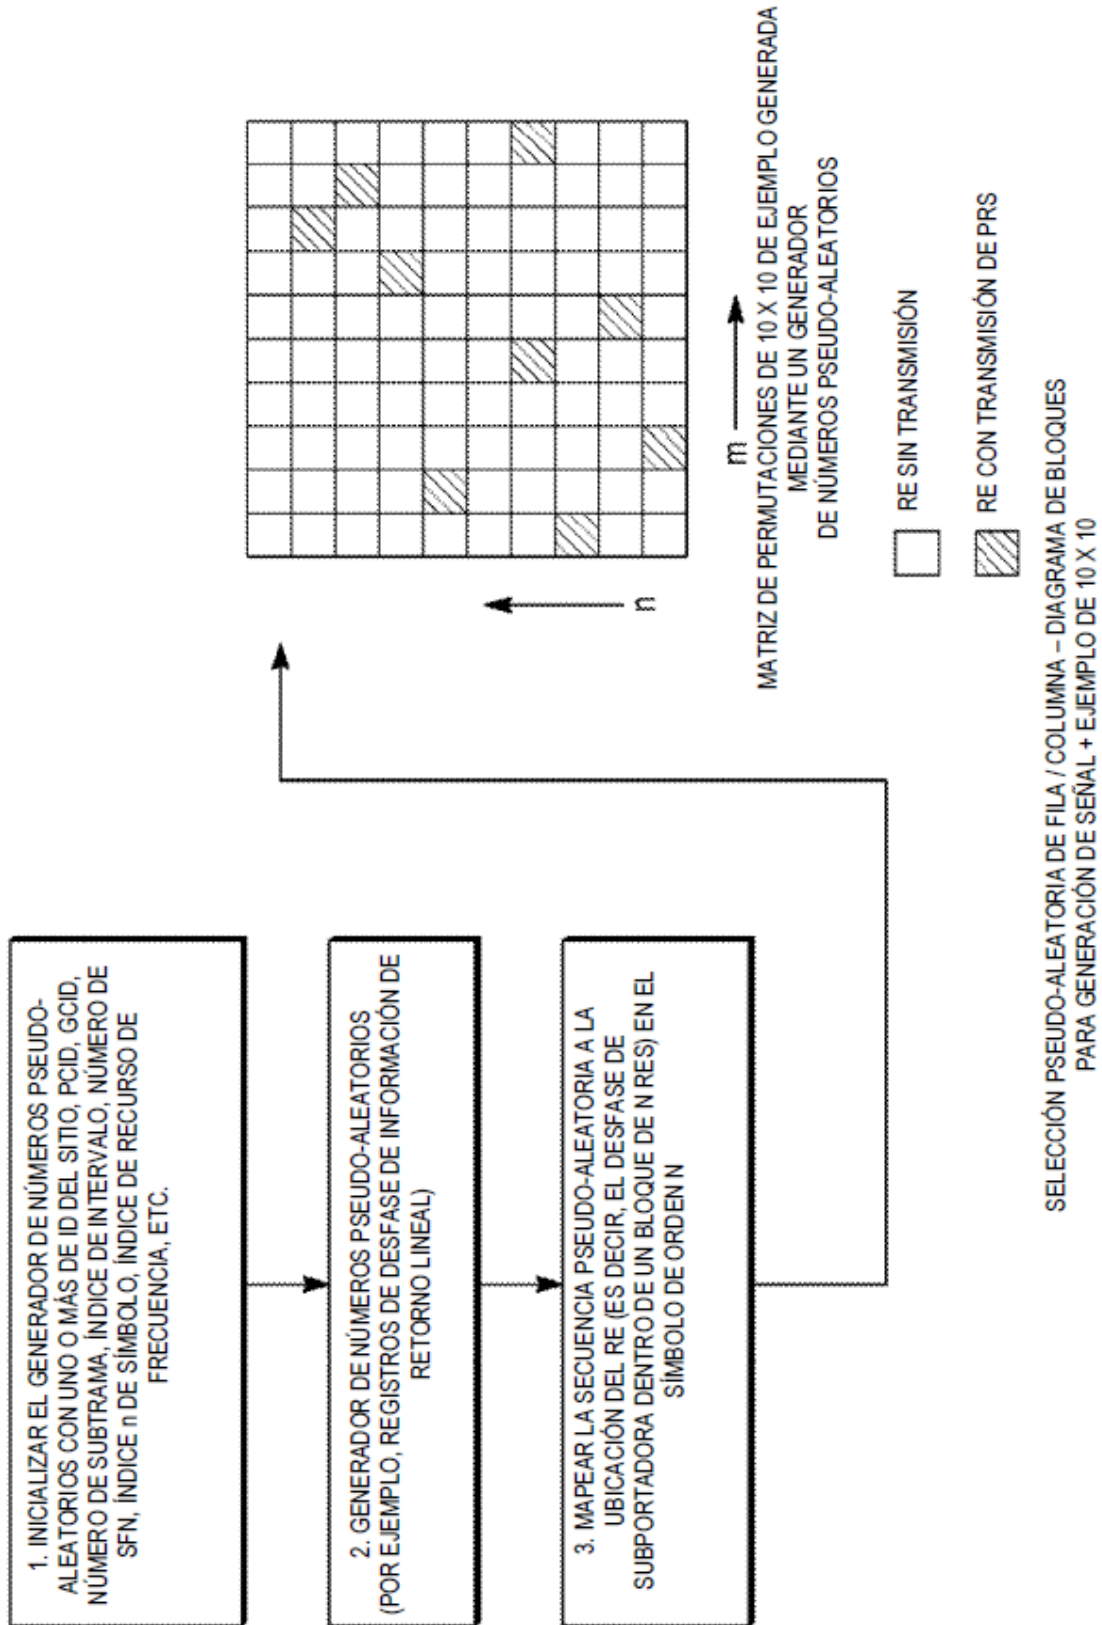 1. INICIALIZAR EL GENERADOR DE NÚMEROS PSEUDO-
ALEATORIOS CON UNO O MÁS DE ID DEL SITIO, PCID, GCID,
NÚMERO DE SUBTRAMA, ÍNDICE DE INTERVALO, NÚMERO DE
SFN, ÍNDICE n DE SÍMBOLO, ÍNDICE DE RECURSO DE
FRECUENCIA, ETC.
2. GENERADOR DE NÚMEROS PSEUDO-ALEATORIOS
(POR EJEMPLO, REGISTROS DE DESFASE DE INFORMACIÓN DE
RETORNO LINEAL)
3. MAPEAR LA SECUENCIA PSEUDO-ALEATORIA A LA
UBICACIÓN DEL RE (ES DECIR, EL DESFASE DE
SUBPORTADORA DENTRO DE UN BLOQUE DE N RES) EN EL
SÍMBOLO DE ORDEN N
n
m
MATRIZ DE PERMUTACIONES DE 10 X 10 DE EJEMPLO GENERADA
MEDIANTE UN GENERADOR
DE NÚMEROS PSEUDO-ALEATORIOS
RE SIN TRANSMISIÓN
RE CON TRANSMISIÓN DE PRS
SELECCIÓN PSEUDO-ALEATORIA DE FILA / COLUMNA – DIAGRAMA DE BLOQUES
PARA GENERACIÓN DE SEÑAL + EJEMPLO DE 10 X 10